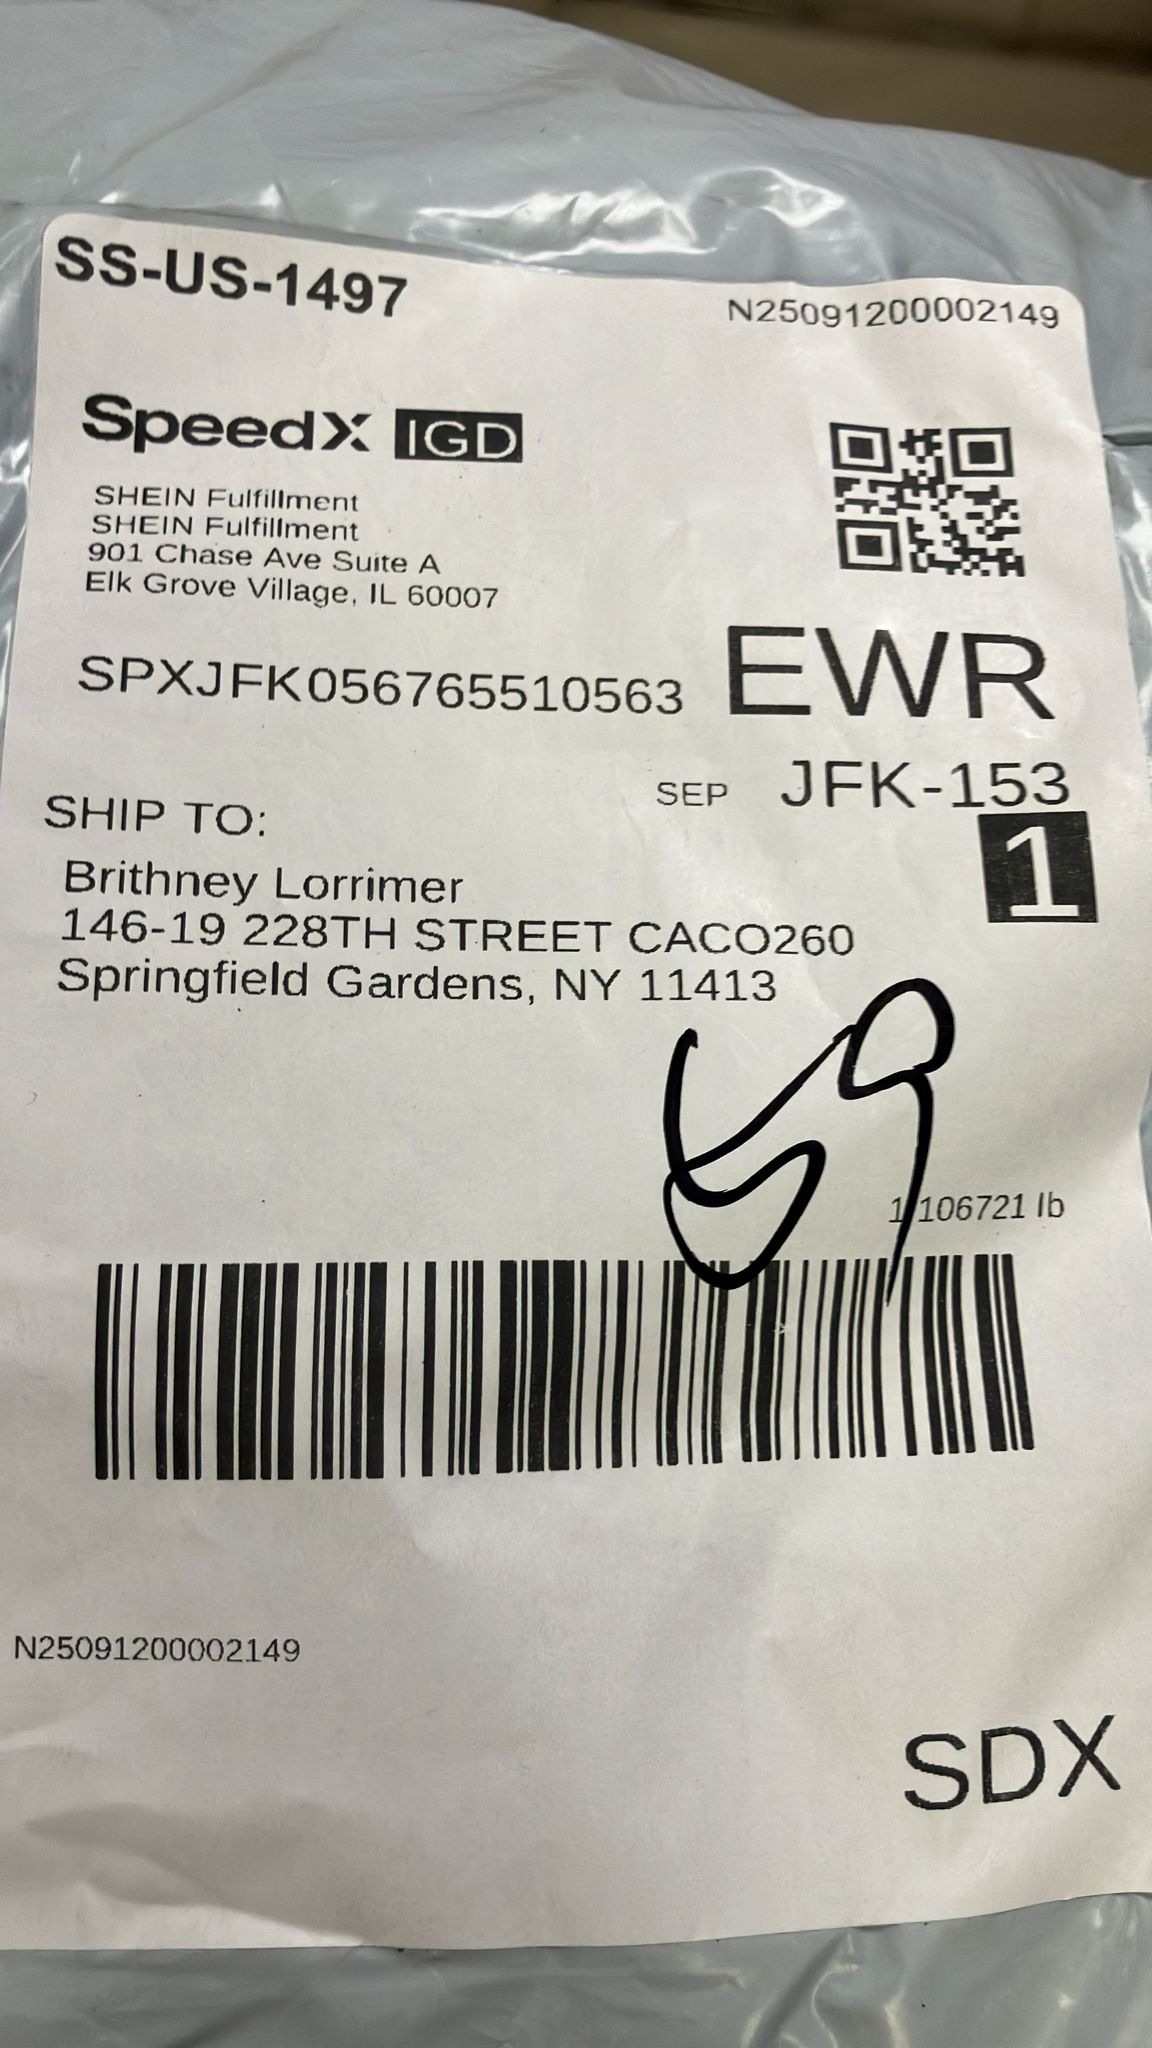 SS-US-1497
N25091200002149
SpeedX IGD
SHEIN Fulfillment
SHEIN Fulfillment
901 Chase Ave Suite A
Elk Grove Village, IL 60007
SPXJFK056765510563
EWR
SEP JFK-153
1
SHIP TO:
Brithney Lorrimer
146-19 228TH STREET CACO260
Springfield Gardens, NY 11413
59
1.106721 lb
N25091200002149
SDX